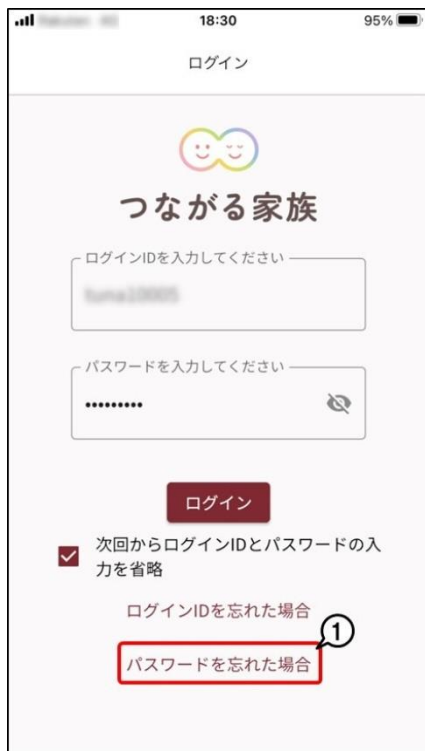 18:30
95%
ログイン
つながる家族
ログインIDを入力してください
パスワードを入力してください
•••••••••
ログイン
次回からログインIDとパスワードの入
力を省略
ログインIDを忘れた場合
①
パスワードを忘れた場合